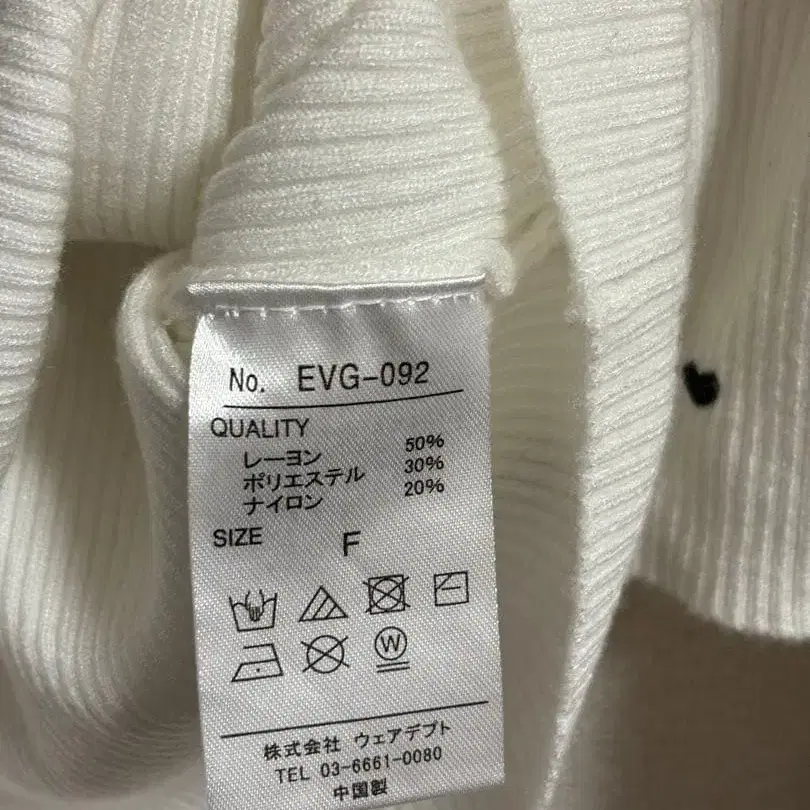 No. EVG-092
QUALITY
レーヨン 50%
ポリエステル 30%
ナイロン 20%
SIZE F
W
株式会社 ウェアデプト
TEL 03-6661-0080
中国製